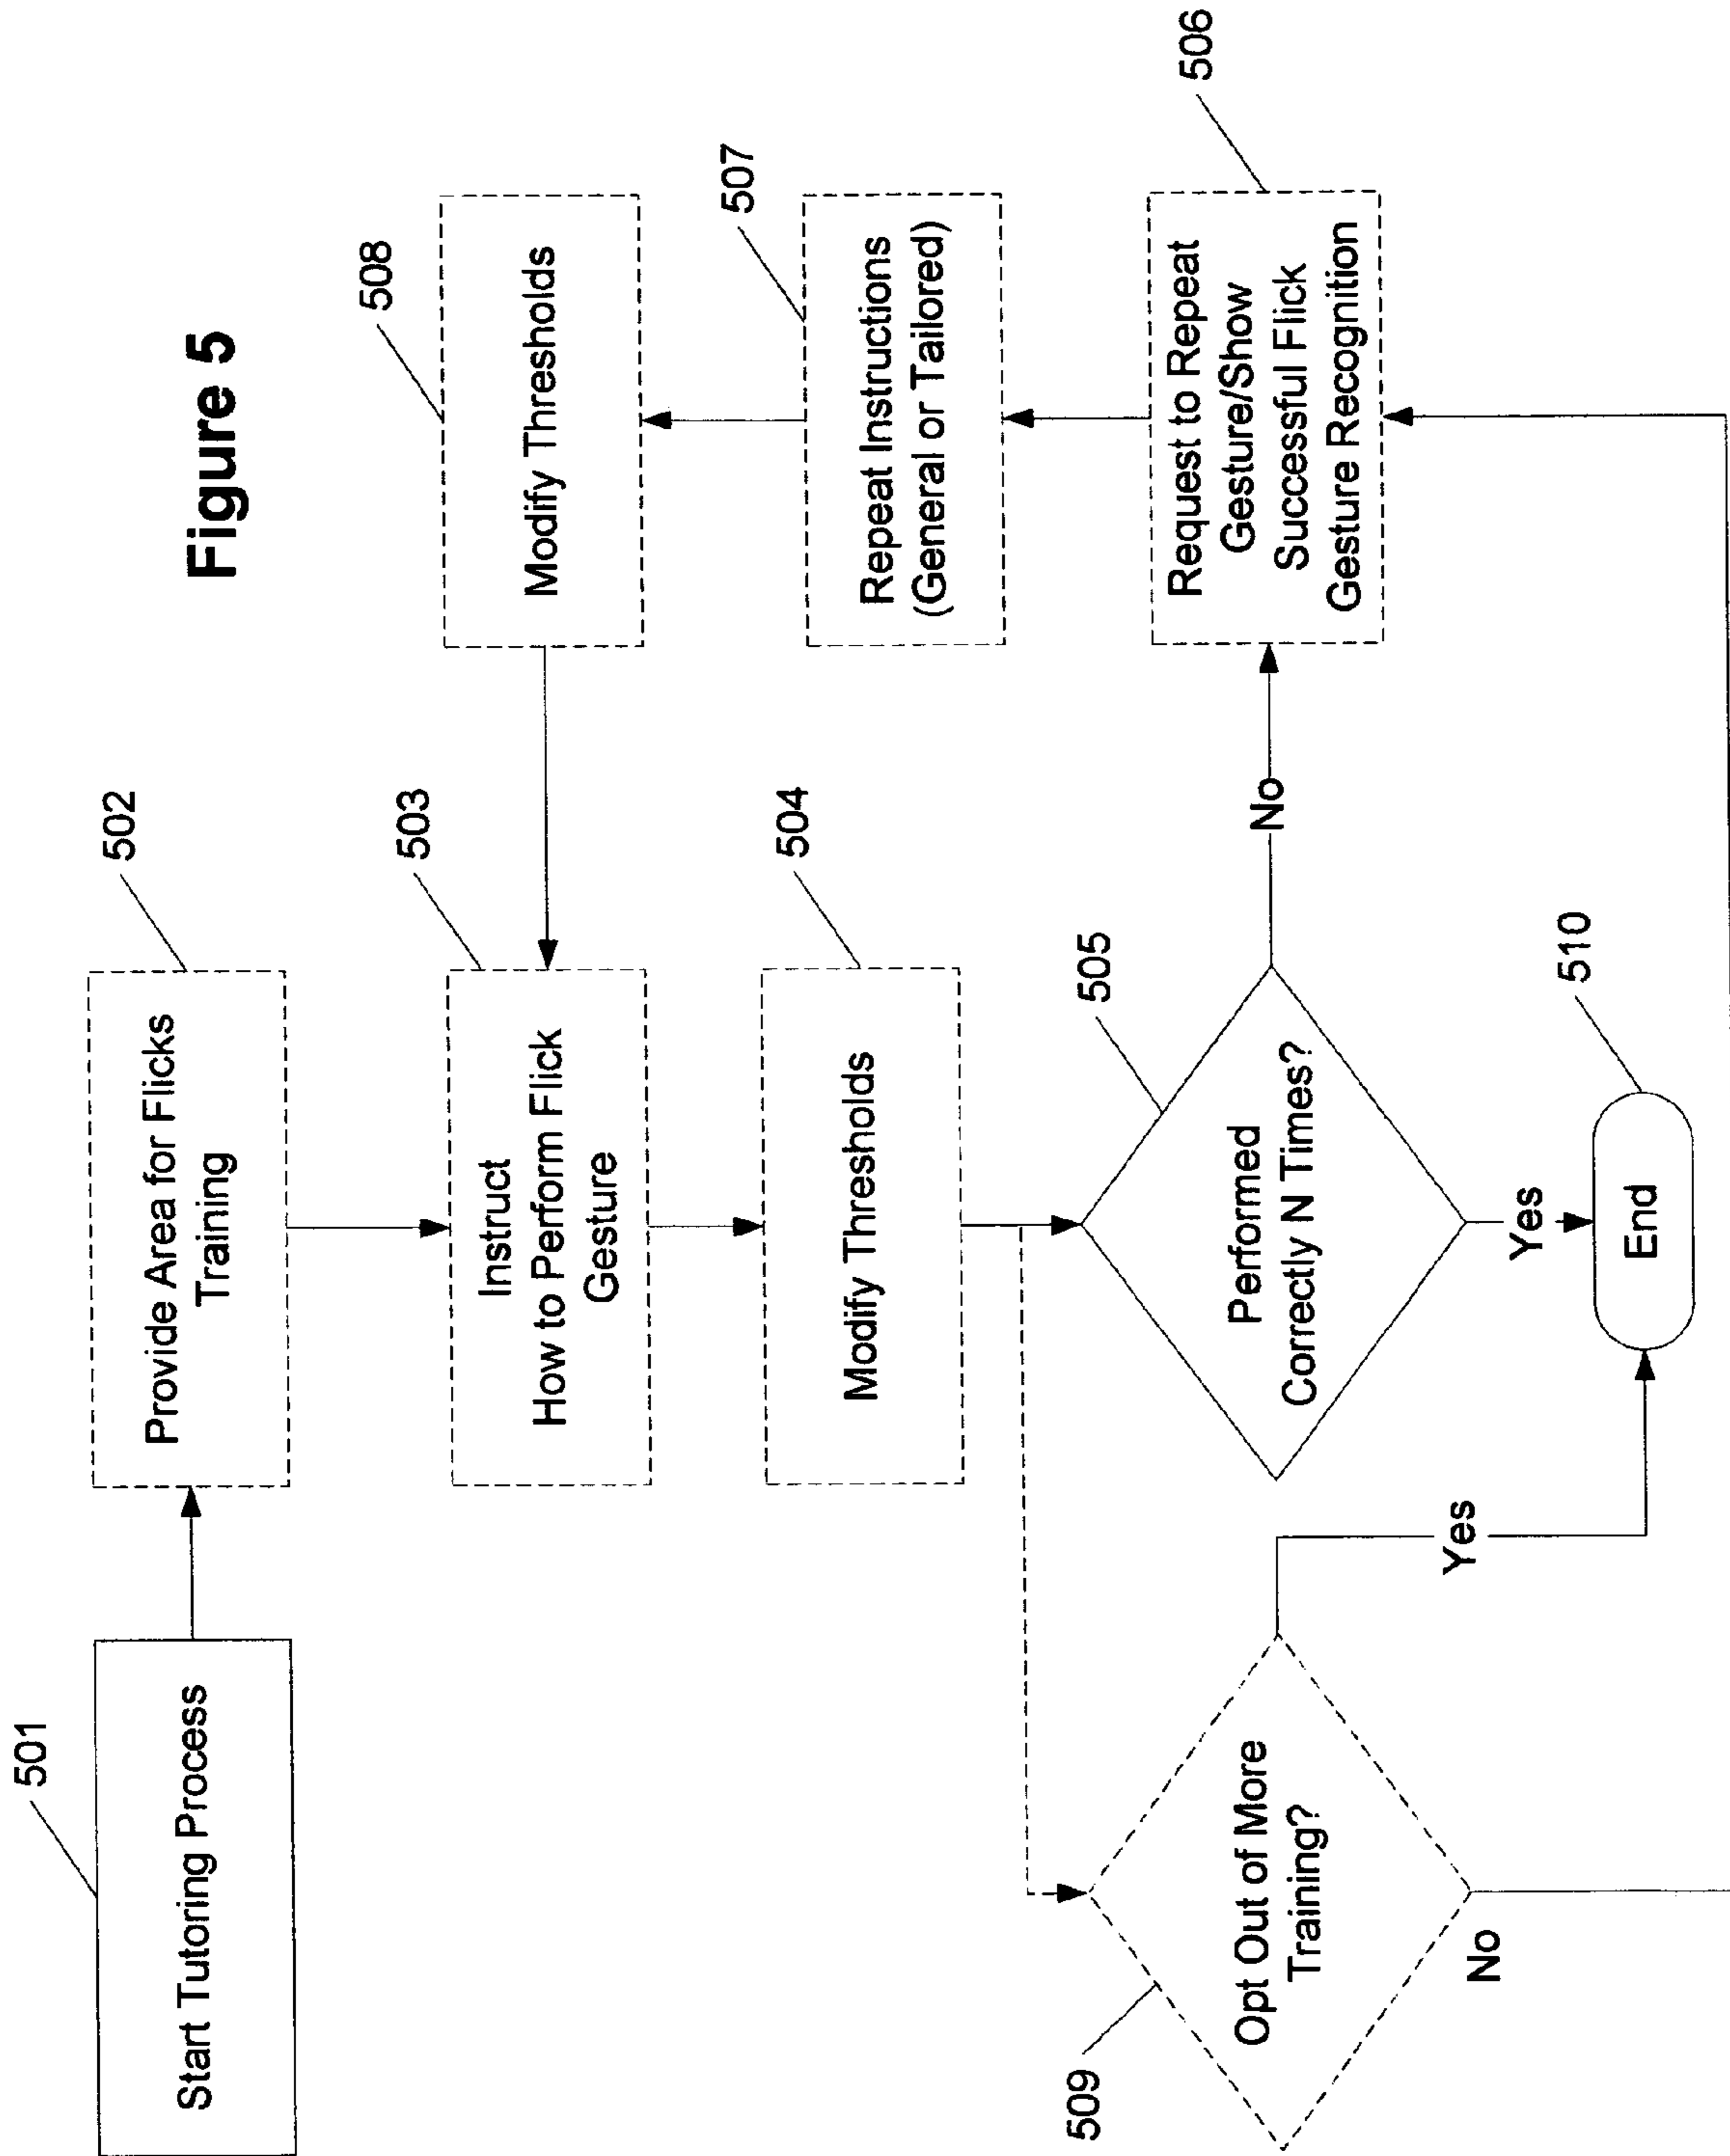 Figure 5
501
Start Tutoring Process
502
Provide Area for Flicks
Training
503
Instruct
How to Perform Flick
Gesture
504
Modify Thresholds
505
Performed
Correctly N Times?
No
Yes
506
Request to Repeat
Gesture/Show
Successful Flick
Gesture Recognition
507
Repeat Instructions
(General or Tailored)
508
Modify Thresholds
509
Opt Out of More
Training?
Yes
No
510
End